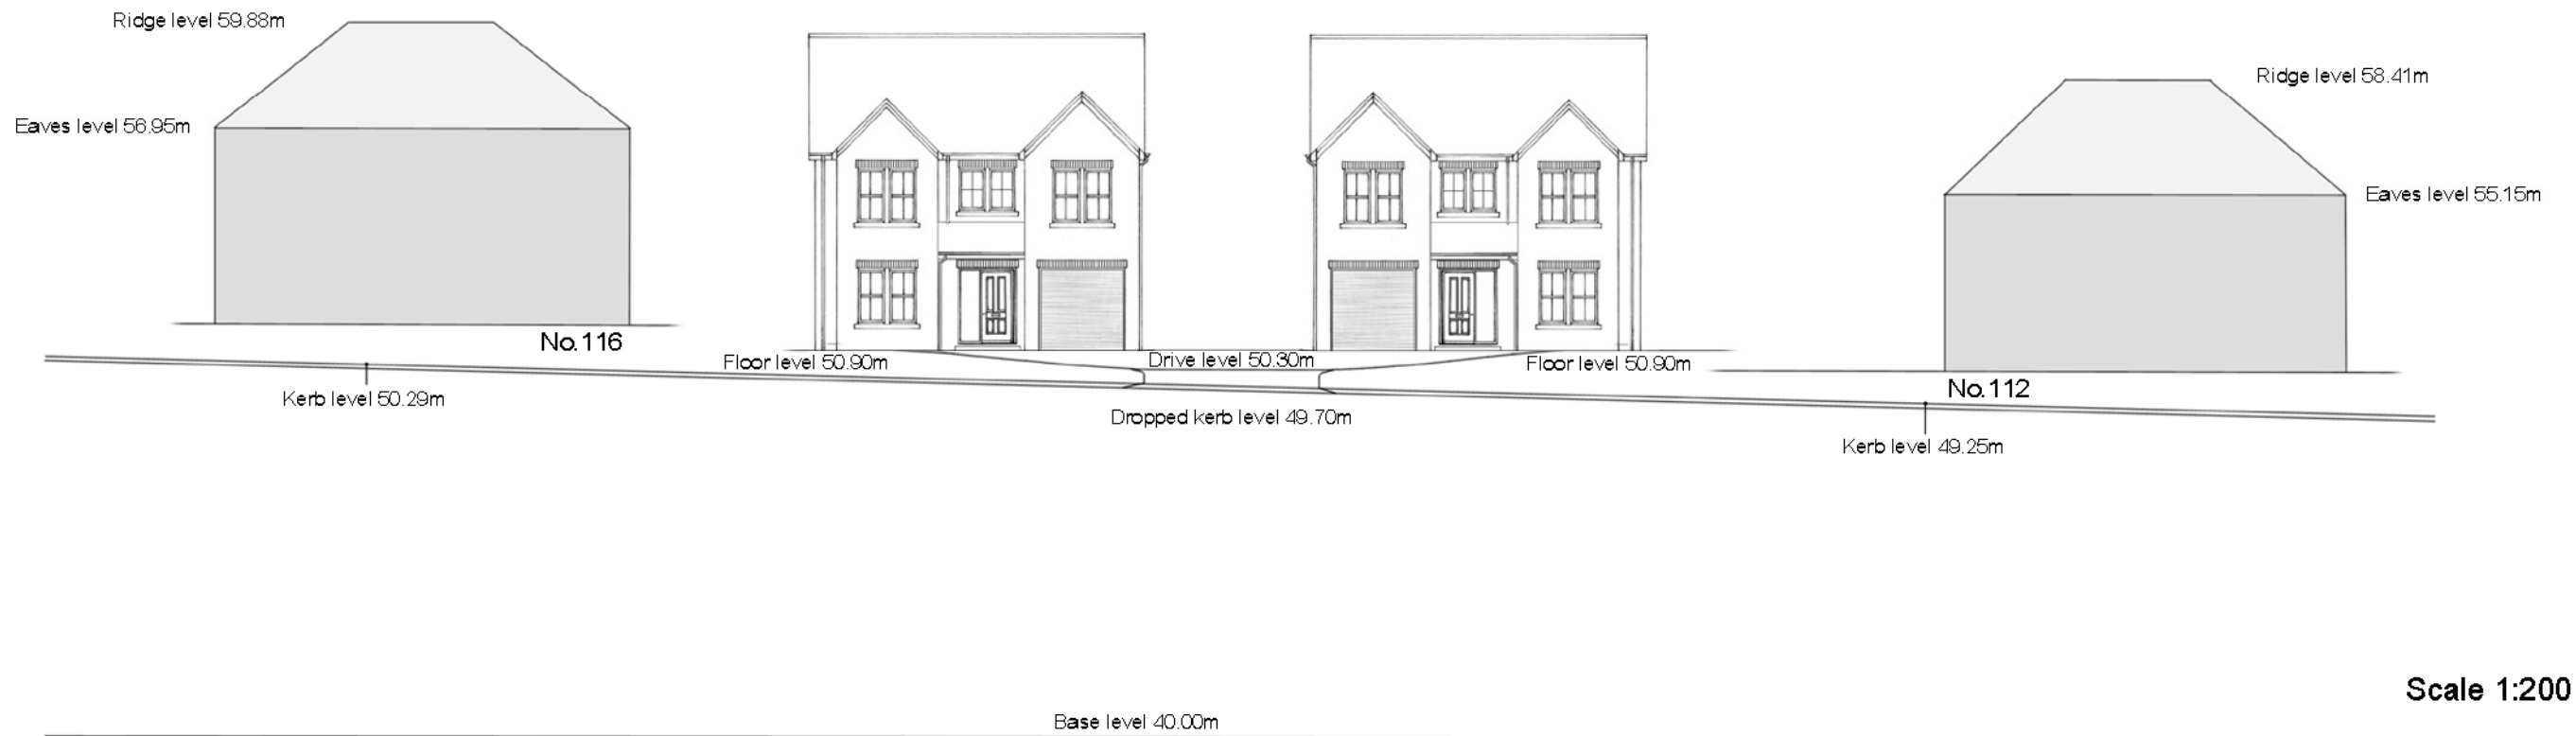 Ridge level 59.88m
Ridge level 58.41m
Eaves level 56.95m
Eaves level 55.15m
No.116
Floor level 50.90m
Drive level 50.30m
Floor level 50.90m
No.112
Kerb level 50.29m
Dropped kerb level 49.70m
Kerb level 49.25m
Scale 1:200
Base level 40.00m